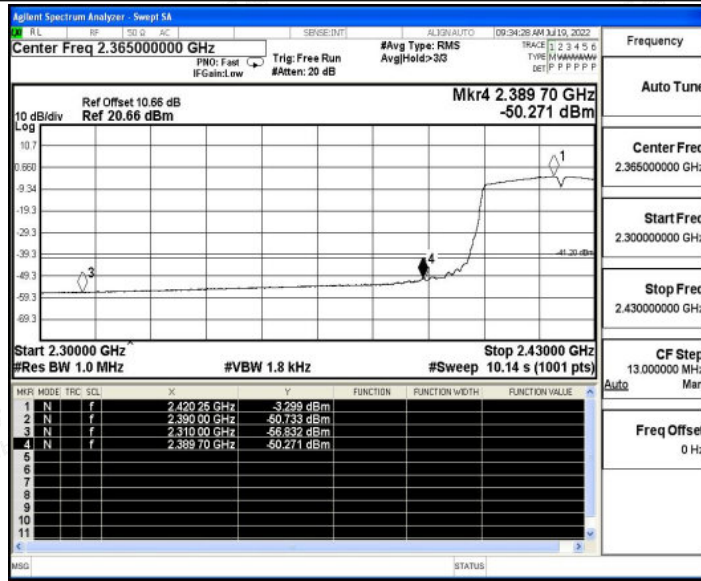 Agilent Spectrum Analyzer - Swept SA
RL RF 50 Ω AC SENSE:INT ALIGN AUTO 09:34:28 AM Jul 19, 2022
Center Freq 2.365000000 GHz
PNO: Fast
IFGain:Low
Trig: Free Run
#Atten: 20 dB
#Avg Type: RMS
Avg|Hold:>3/3
TRACE 1 2 3 4 5 6
TYPE M
DET P P P P P P
Frequency
Auto Tune
Center Freq
2.365000000 GHz
Start Freq
2.300000000 GHz
Stop Freq
2.430000000 GHz
CF Step
13.000000 MHz
Auto Man
Freq Offset
0 Hz
Ref Offset 10.66 dB
10 dB/div Ref 20.66 dBm
Log
Mkr4 2.389 70 GHz
-50.271 dBm
10.7
0.660
-9.34
-19.3
-29.3
-39.3
-49.3
-59.3
-69.3
1
3
4
-41.20 dBm
Start 2.30000 GHz Stop 2.43000 GHz
#Res BW 1.0 MHz #VBW 1.8 kHz #Sweep 10.14 s (1001 pts)
MKR MODE TRC SCL X Y FUNCTION FUNCTION WIDTH FUNCTION VALUE
1 N f 2.420 25 GHz -3.299 dBm
2 N f 2.390 00 GHz -50.733 dBm
3 N f 2.310 00 GHz -56.832 dBm
4 N f 2.389 70 GHz -50.271 dBm
5
6
7
8
9
10
11
MSG STATUS